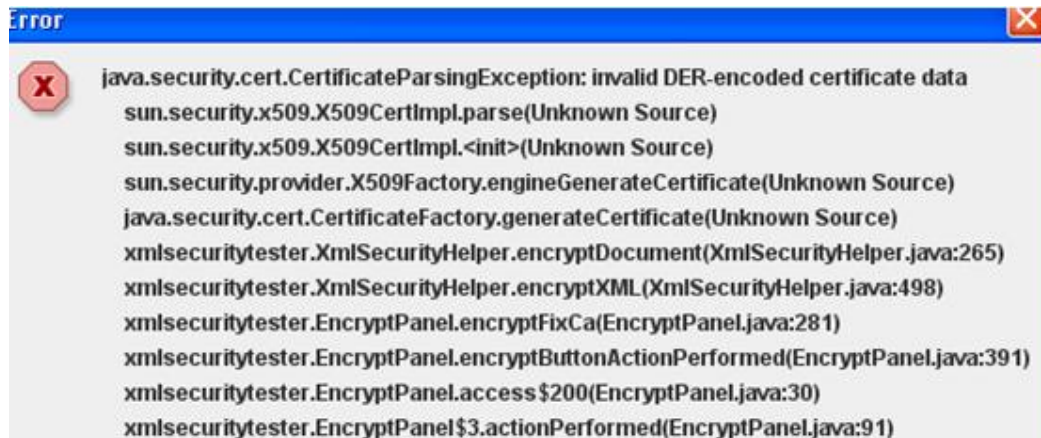 Error
java.security.cert.CertificateParsingException: invalid DER-encoded certificate data
sun.security.x509.X509CertImpl.parse(Unknown Source)
sun.security.x509.X509CertImpl.<init>(Unknown Source)
sun.security.provider.X509Factory.engineGenerateCertificate(Unknown Source)
java.security.cert.CertificateFactory.generateCertificate(Unknown Source)
xmlsecuritytester.XmlSecurityHelper.encryptDocument(XmlSecurityHelper.java:265)
xmlsecuritytester.XmlSecurityHelper.encryptXML(XmlSecurityHelper.java:498)
xmlsecuritytester.EncryptPanel.encryptFixCa(EncryptPanel.java:281)
xmlsecuritytester.EncryptPanel.encryptButtonActionPerformed(EncryptPanel.java:391)
xmlsecuritytester.EncryptPanel.access$200(EncryptPanel.java:30)
xmlsecuritytester.EncryptPanel$3.actionPerformed(EncryptPanel.java:91)